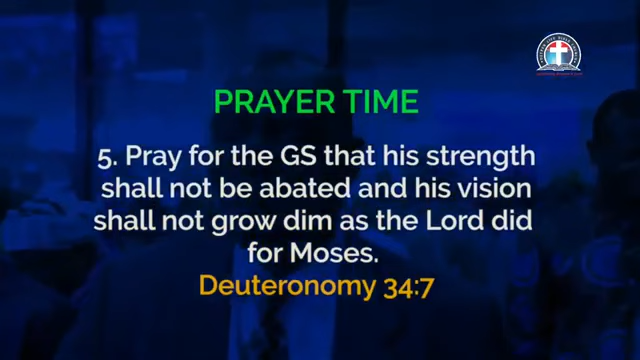 PRAYER TIME
5. Pray for the GS that his strength
shall not be abated and his vision
shall not grow dim as the Lord did
for Moses.
Deuteronomy 34:7